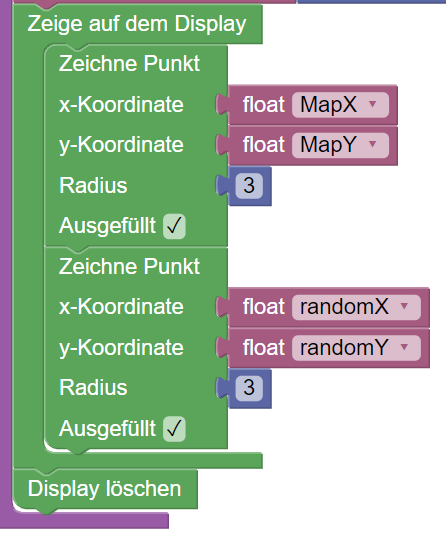 Zeige auf dem Display
Zeichne Punkt
x-Koordinate float MapX
y-Koordinate float MapY
Radius 3
Ausgefüllt ✓
Zeichne Punkt
x-Koordinate float randomX
y-Koordinate float randomY
Radius 3
Ausgefüllt ✓
Display löschen